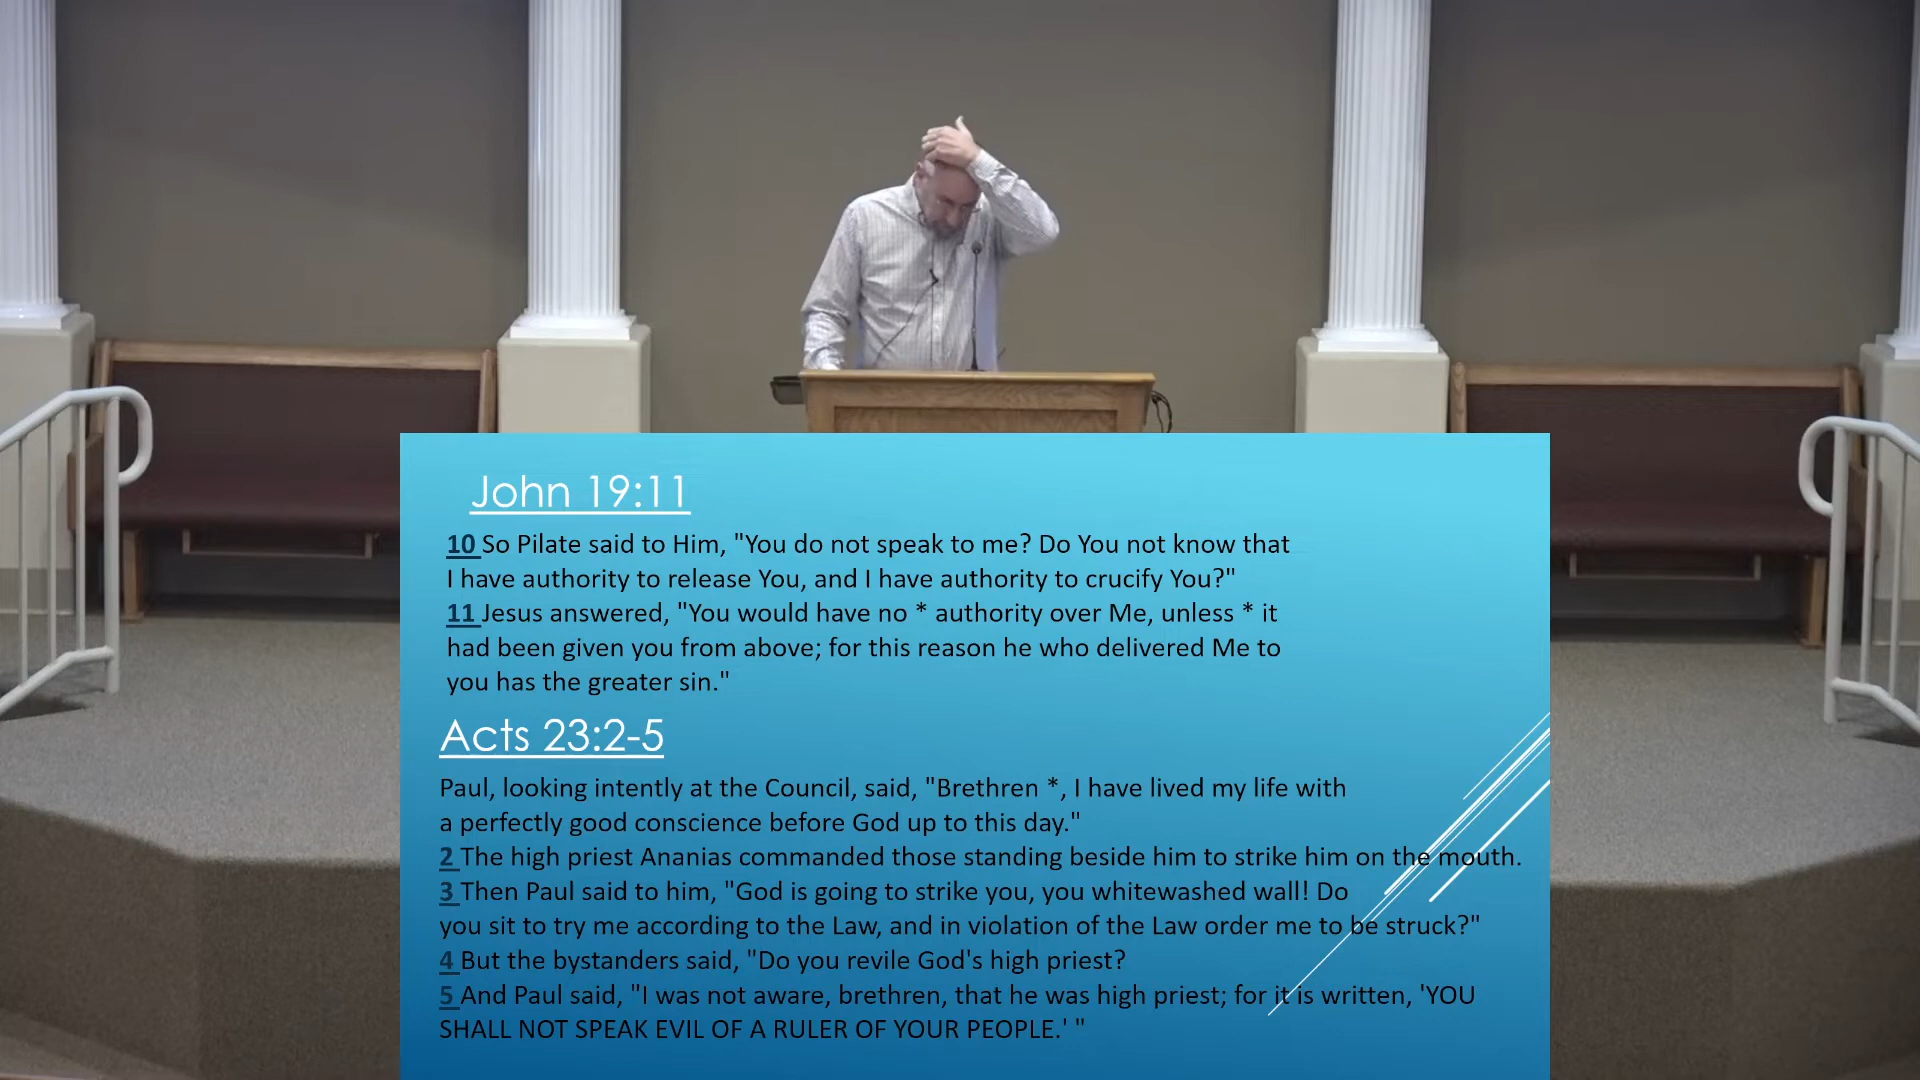 John 19:11
10 So Pilate said to Him, "You do not speak to me? Do You not know that
I have authority to release You, and I have authority to crucify You?"
11 Jesus answered, "You would have no * authority over Me, unless * it
had been given you from above; for this reason he who delivered Me to
you has the greater sin."
Acts 23:2-5
Paul, looking intently at the Council, said, "Brethren *, I have lived my life with
a perfectly good conscience before God up to this day."
2 The high priest Ananias commanded those standing beside him to strike him on the mouth.
3 Then Paul said to him, "God is going to strike you, you whitewashed wall! Do
you sit to try me according to the Law, and in violation of the Law order me to be struck?"
4 But the bystanders said, "Do you revile God's high priest?
5 And Paul said, "I was not aware, brethren, that he was high priest; for it is written, 'YOU
SHALL NOT SPEAK EVIL OF A RULER OF YOUR PEOPLE.' "